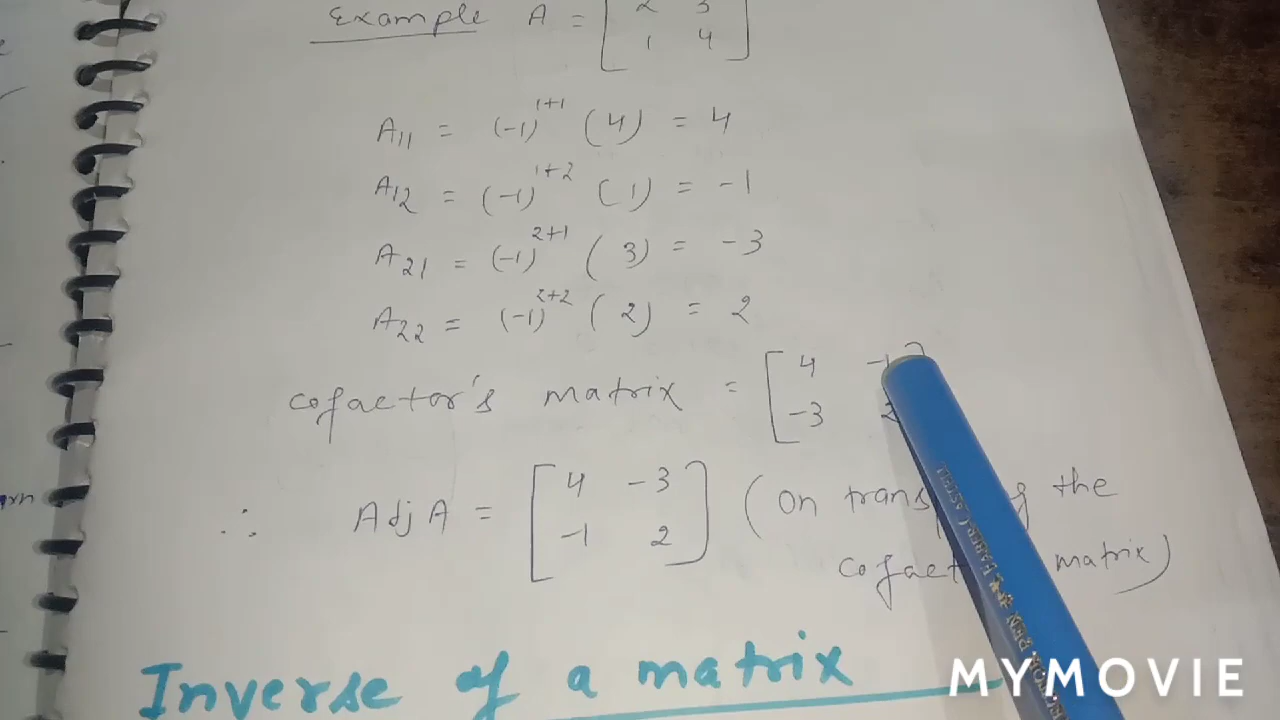 Example A = [ 2 3
1 4 ]
A11 = (-1)^1+1 (4) = 4
A12 = (-1)^1+2 (1) = -1
A21 = (-1)^2+1 (3) = -3
A22 = (-1)^2+2 (2) = 2
cofactor's matrix = [ 4 -1
-3 2
∴ Adj A = [ 4 -3
-1 2 ] (On the
matrix)
Inverse of a matrix
MYMOVIE